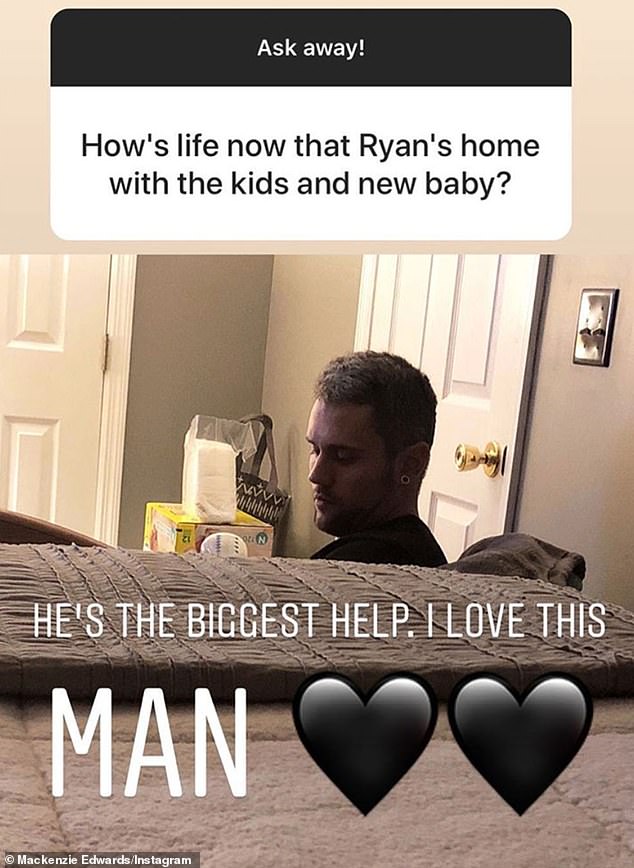 Ask away!
How's life now that Ryan's home
with the kids and new baby?
HE'S THE BIGGEST HELP. I LOVE THIS
MAN 🖤🖤
© Mackenzie Edwards/Instagram